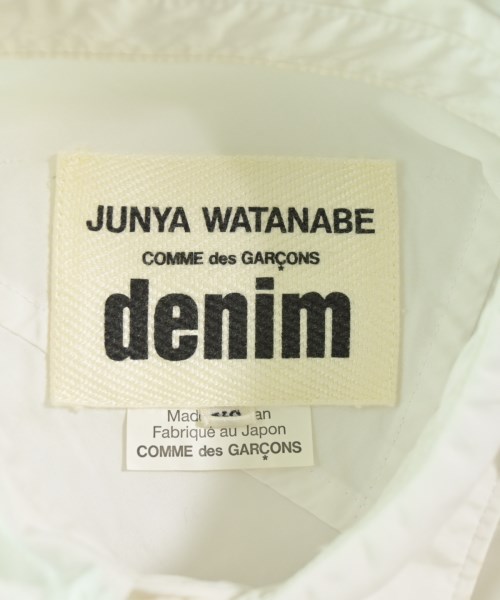 JUNYA WATANABE
COMME des GARÇONS
denim
Made
Fabriqué au Japon
COMME des GARÇONS